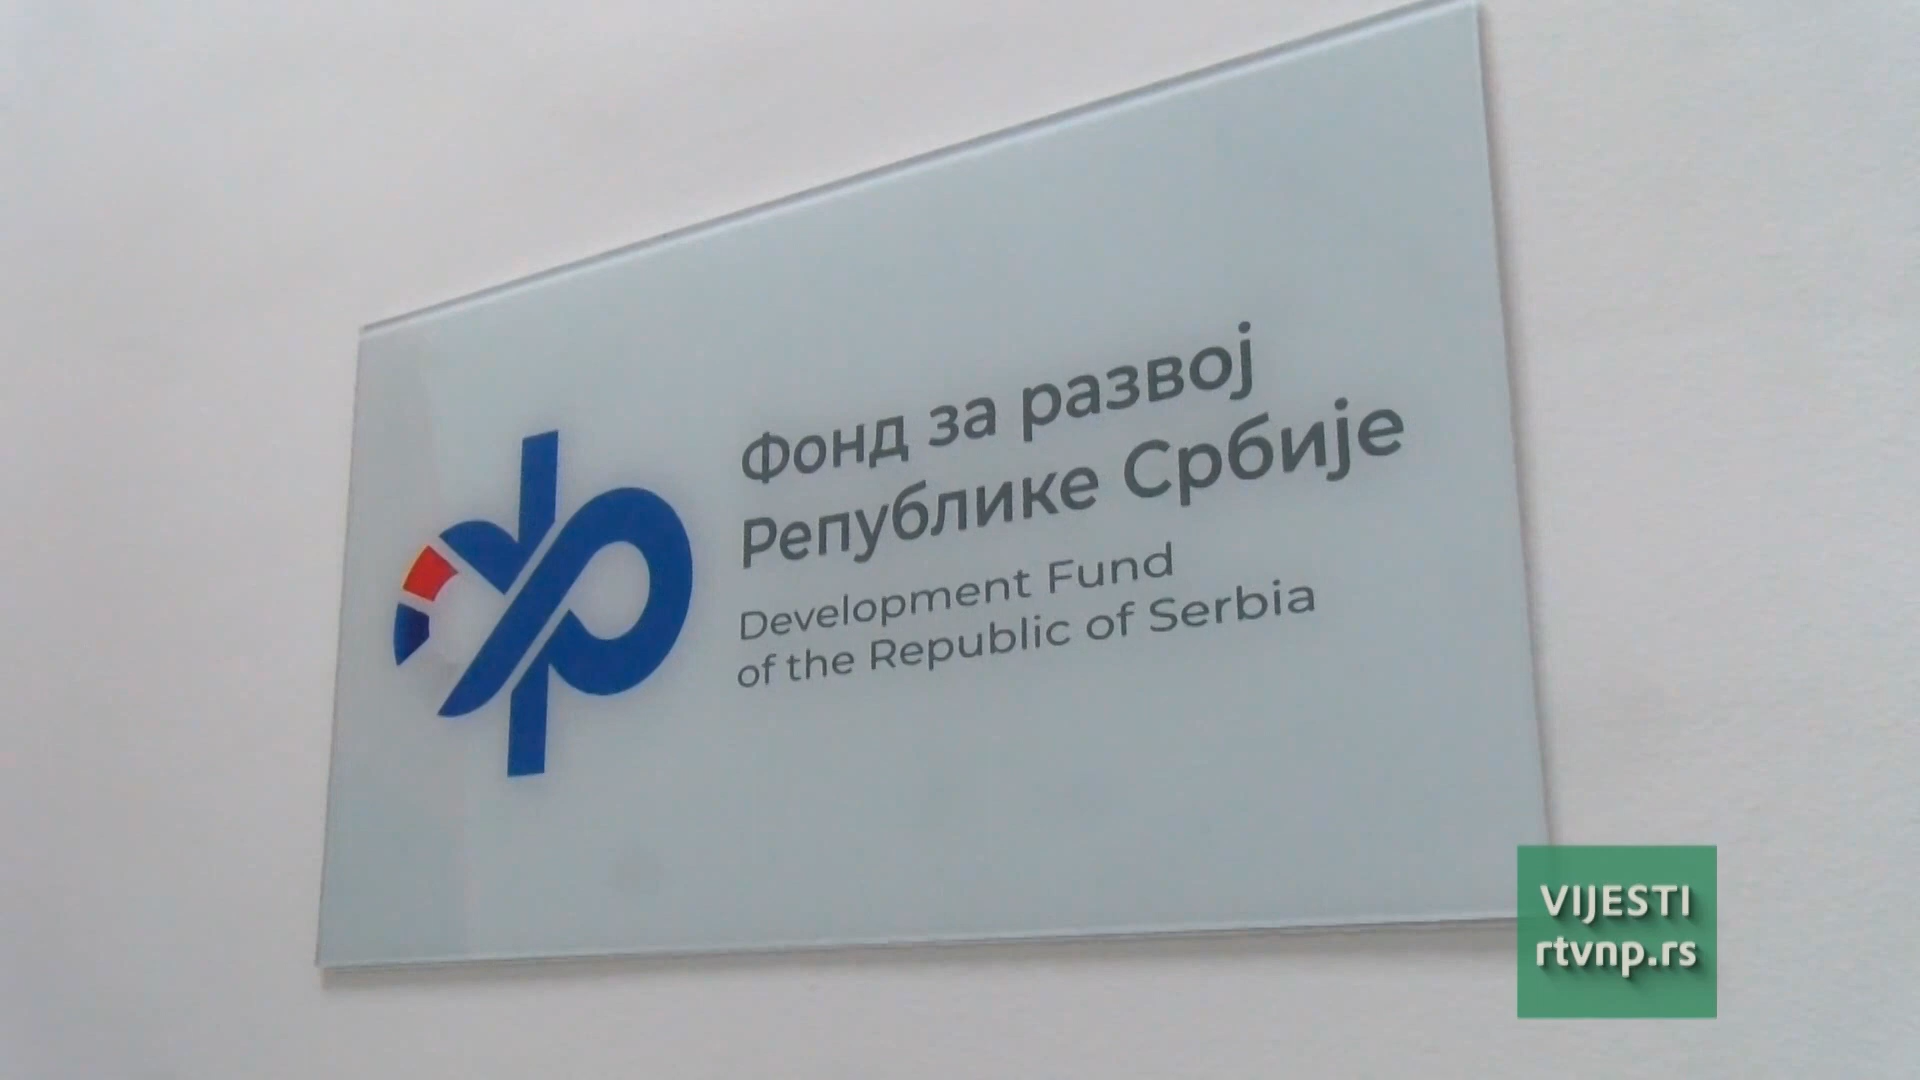 Фонд за развој
Републике Србије
Development Fund
of the Republic of Serbia
VIJESTI
rtvnp.rs